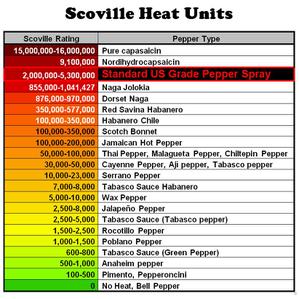 Scoville Heat Units
Scoville Rating Pepper Type
15,000,000-16,000,000 Pure capasaicin
9,100,000 Nordihydrocapsaicin
2,000,000-5,300,000 Standard US Grade Pepper Spray
855,000-1,041,427 Naga Jolokia
876,000-970,000 Dorset Naga
350,000-577,000 Red Savina Habanero
100,000-350,000 Habanero Chile
100,000-350,000 Scotch Bonnet
100,000-200,000 Jamaican Hot Pepper
50,000-100,000 Thai Pepper, Malagueta Pepper, Chiltepin Pepper
30,000-50,000 Cayenne Pepper, Aji pepper, Tabasco pepper
10,000-23,000 Serrano Pepper
7,000-8,000 Tabasco Sauce Habanero
5,000-10,000 Wax Pepper
2,500-8,000 Jalapeño Pepper
2,500-5,000 Tabasco Sauce (Tabasco pepper)
1,500-2,500 Rocotillo Pepper
1,000-1,500 Poblano Pepper
600-800 Tabasco Sauce (Green Pepper)
500-1,000 Anaheim pepper
100-500 Pimento, Pepperoncini
0 No Heat, Bell Pepper